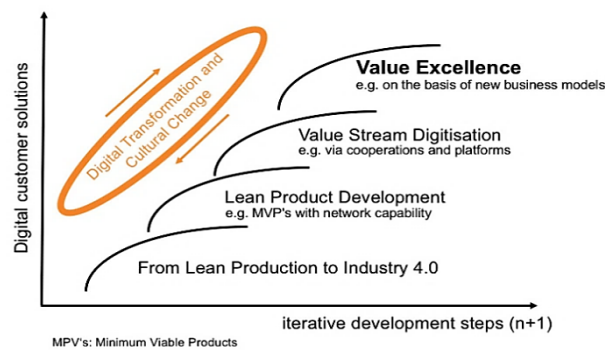 Digital customer solutions
Digital Transformation and
Cultural Change
Value Excellence
e.g. on the basis of new business models
Value Stream Digitisation
e.g. via cooperations and platforms
Lean Product Development
e.g. MVP's with network capability
From Lean Production to Industry 4.0
iterative development steps (n+1)
MPV's: Minimum Viable Products